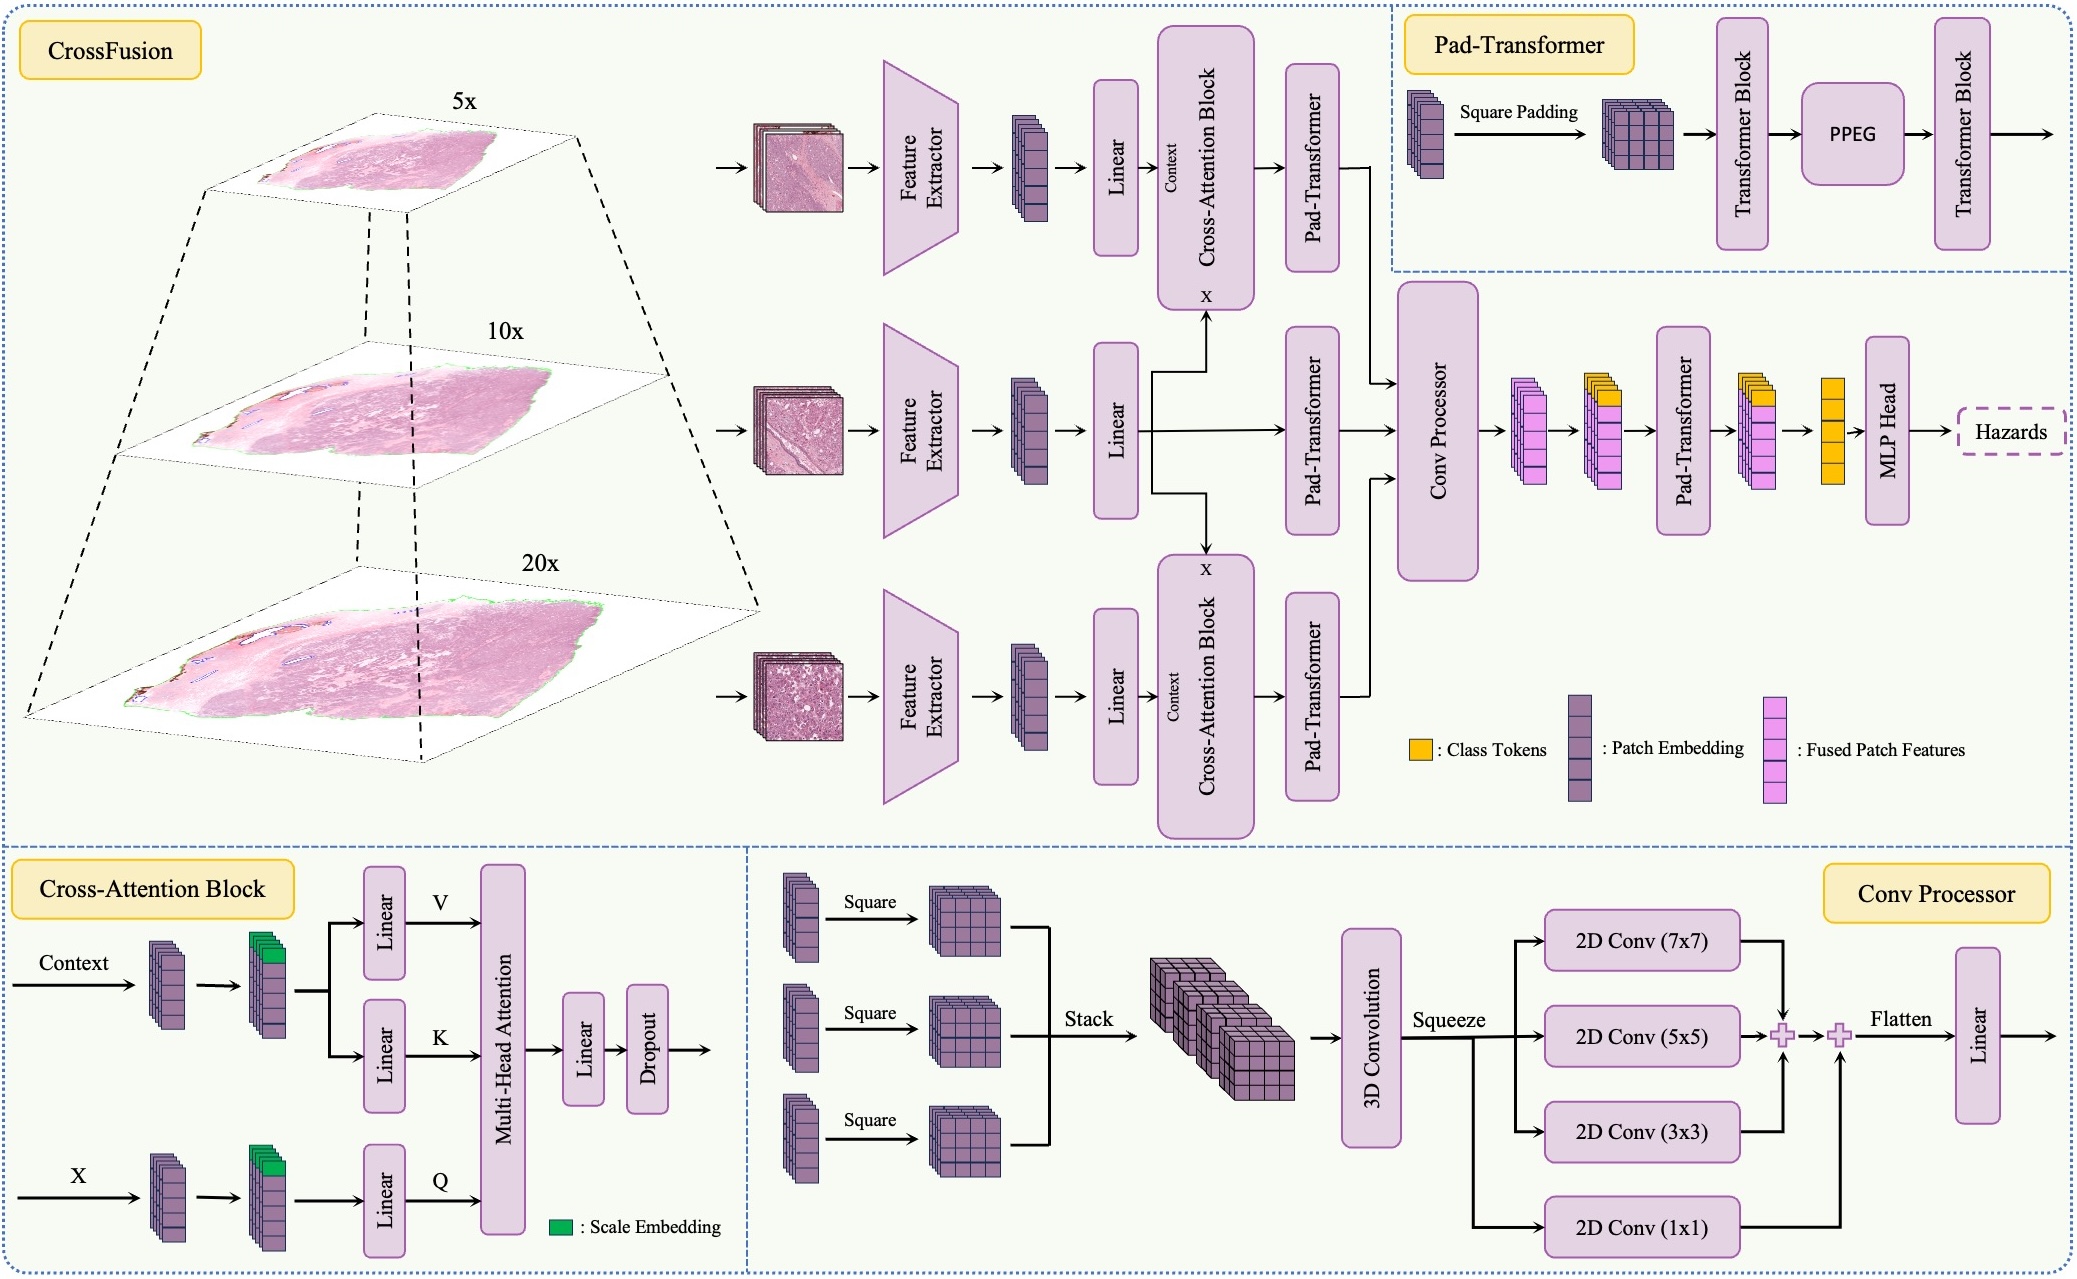 CrossFusion
5x
10x
20x
Feature
Extractor
Linear
Context
Cross-Attention Block
X
Pad-Transformer
Feature
Extractor
Linear
Pad-Transformer
Feature
Extractor
Linear
X
Context
Cross-Attention Block
Pad-Transformer
Conv Processor
Pad-Transformer
MLP Head
Hazards
: Class Tokens
: Patch Embedding
: Fused Patch Features
Pad-Transformer
Square Padding
Transformer Block
PPEG
Transformer Block
Cross-Attention Block
Context
X
Linear
V
Linear
K
Linear
Q
Multi-Head Attention
Linear
Dropout
: Scale Embedding
Conv Processor
Square
Square
Square
Stack
3D Convolution
Squeeze
2D Conv (7x7)
2D Conv (5x5)
2D Conv (3x3)
2D Conv (1x1)
Flatten
Linear